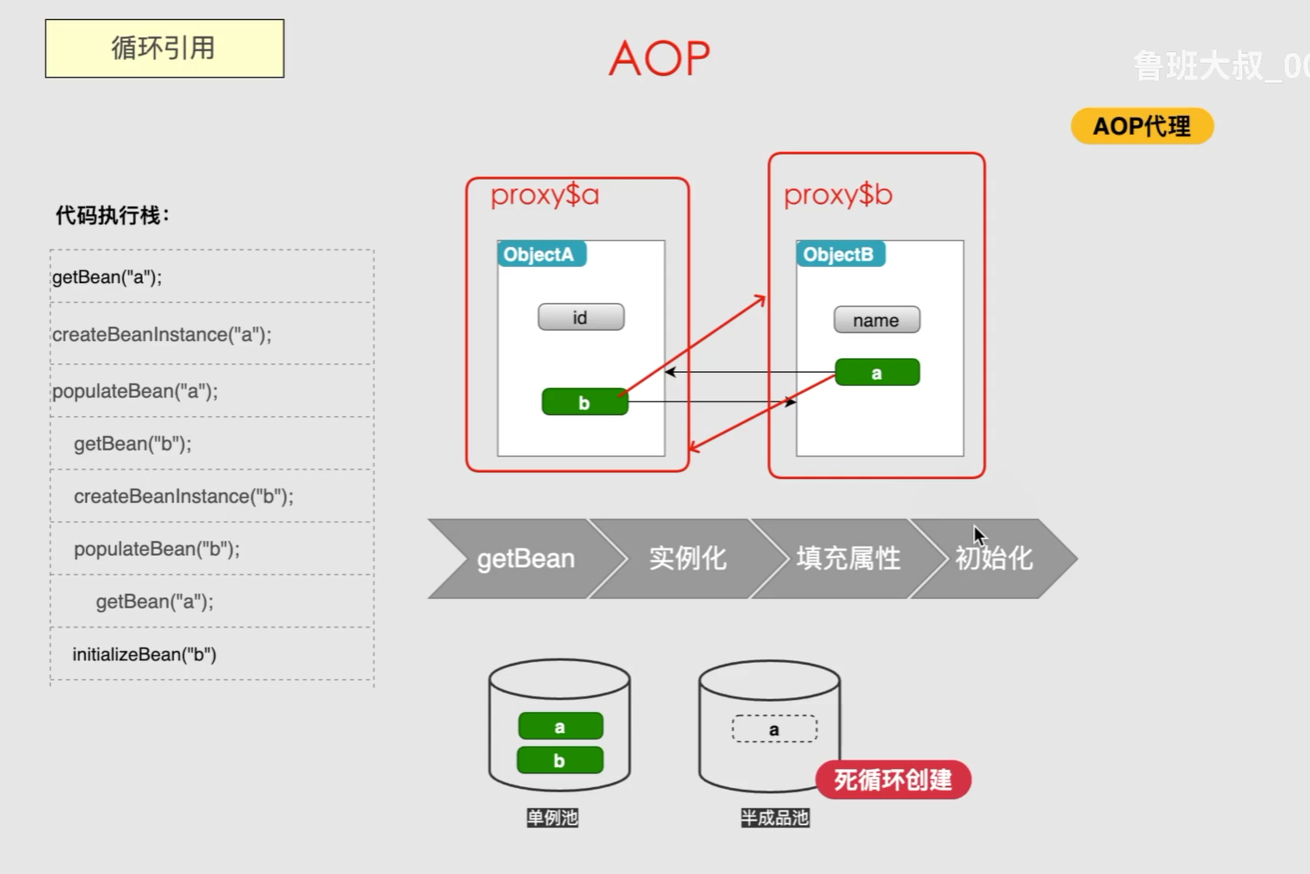 循环引用
AOP
鲁班大叔_00
AOP代理
代码执行栈：
getBean("a");
createBeanInstance("a");
populateBean("a");
getBean("b");
createBeanInstance("b");
populateBean("b");
getBean("a");
initializeBean("b")
proxy$a
ObjectA
id
b
proxy$b
ObjectB
name
a
getBean
实例化
填充属性
初始化
a
b
单例池
a
半成品池
死循环创建